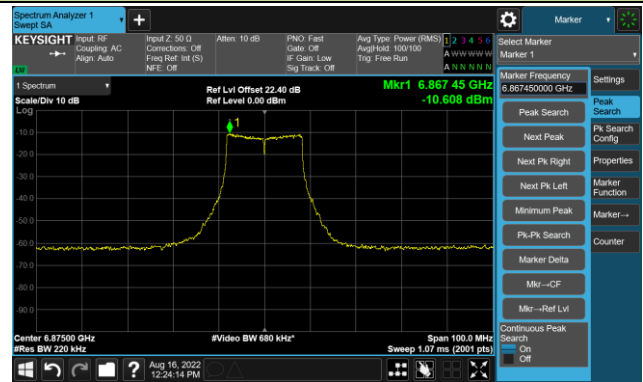 Spectrum Analyzer 1
Swept SA
Marker
KEYSIGHT
Input: RF
Coupling: AC
Align: Auto
Input Z: 50 Ω
Corrections: Off
Freq Ref: Int (S)
NFE: Off
Atten: 10 dB
PNO: Fast
Gate: Off
IF Gain: Low
Sig Track: Off
Avg Type: Power (RMS)
Avg|Hold: 100/100
Trig: Free Run
1 2 3 4 5 6
A W W W W W
A N N N N N
Select Marker
Marker 1
1 Spectrum
Scale/Div 10 dB
Log
Ref Lvl Offset 22.40 dB
Ref Level 0.00 dBm
Mkr1 6.867 45 GHz
-10.608 dBm
1
-10.0
-20.0
-30.0
-40.0
-50.0
-60.0
-70.0
-80.0
-90.0
Center 6.87500 GHz
#Res BW 220 kHz
#Video BW 680 kHz*
Span 100.0 MHz
Sweep 1.07 ms (2001 pts)
Marker Frequency
6.867450000 GHz
Peak Search
Next Peak
Next Pk Right
Next Pk Left
Minimum Peak
Pk-Pk Search
Marker Delta
Mkr→CF
Mkr→Ref Lvl
Continuous Peak
Search
On
Off
Settings
Peak
Search
Pk Search
Config
Properties
Marker
Function
Marker→
Counter
?
Aug 16, 2022
12:24:14 PM